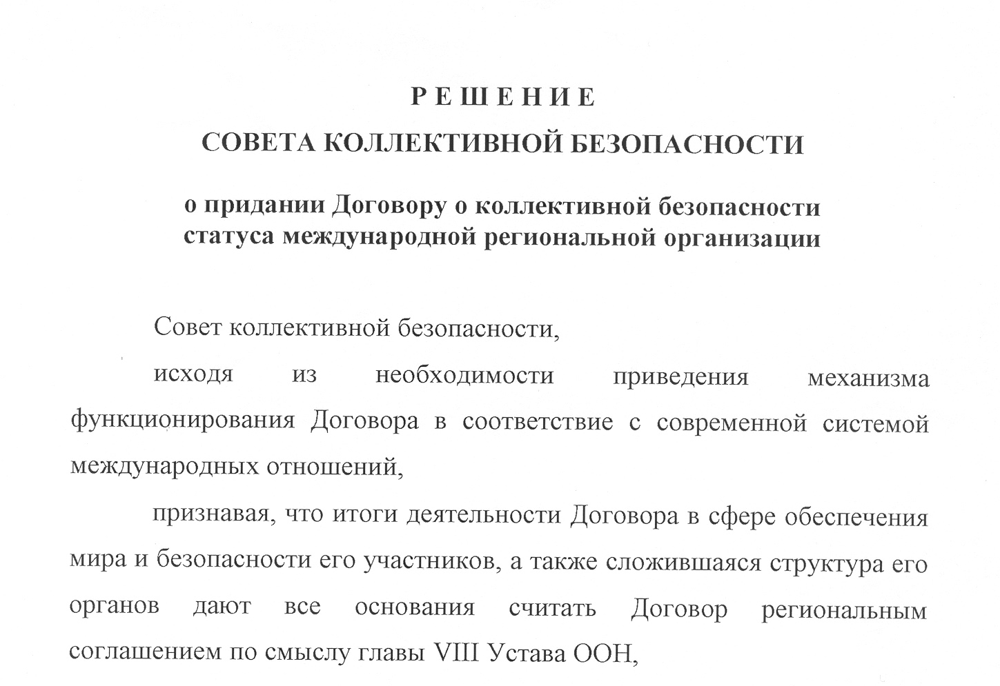 Р Е Ш Е Н И Е
СОВЕТА КОЛЛЕКТИВНОЙ БЕЗОПАСНОСТИ
о придании Договору о коллективной безопасности
статуса международной региональной организации
Совет коллективной безопасности,
исходя из необходимости приведения механизма
функционирования Договора в соответствие с современной системой
международных отношений,
признавая, что итоги деятельности Договора в сфере обеспечения
мира и безопасности его участников, а также сложившаяся структура его
органов дают все основания считать Договор региональным
соглашением по смыслу главы VIII Устава ООН,